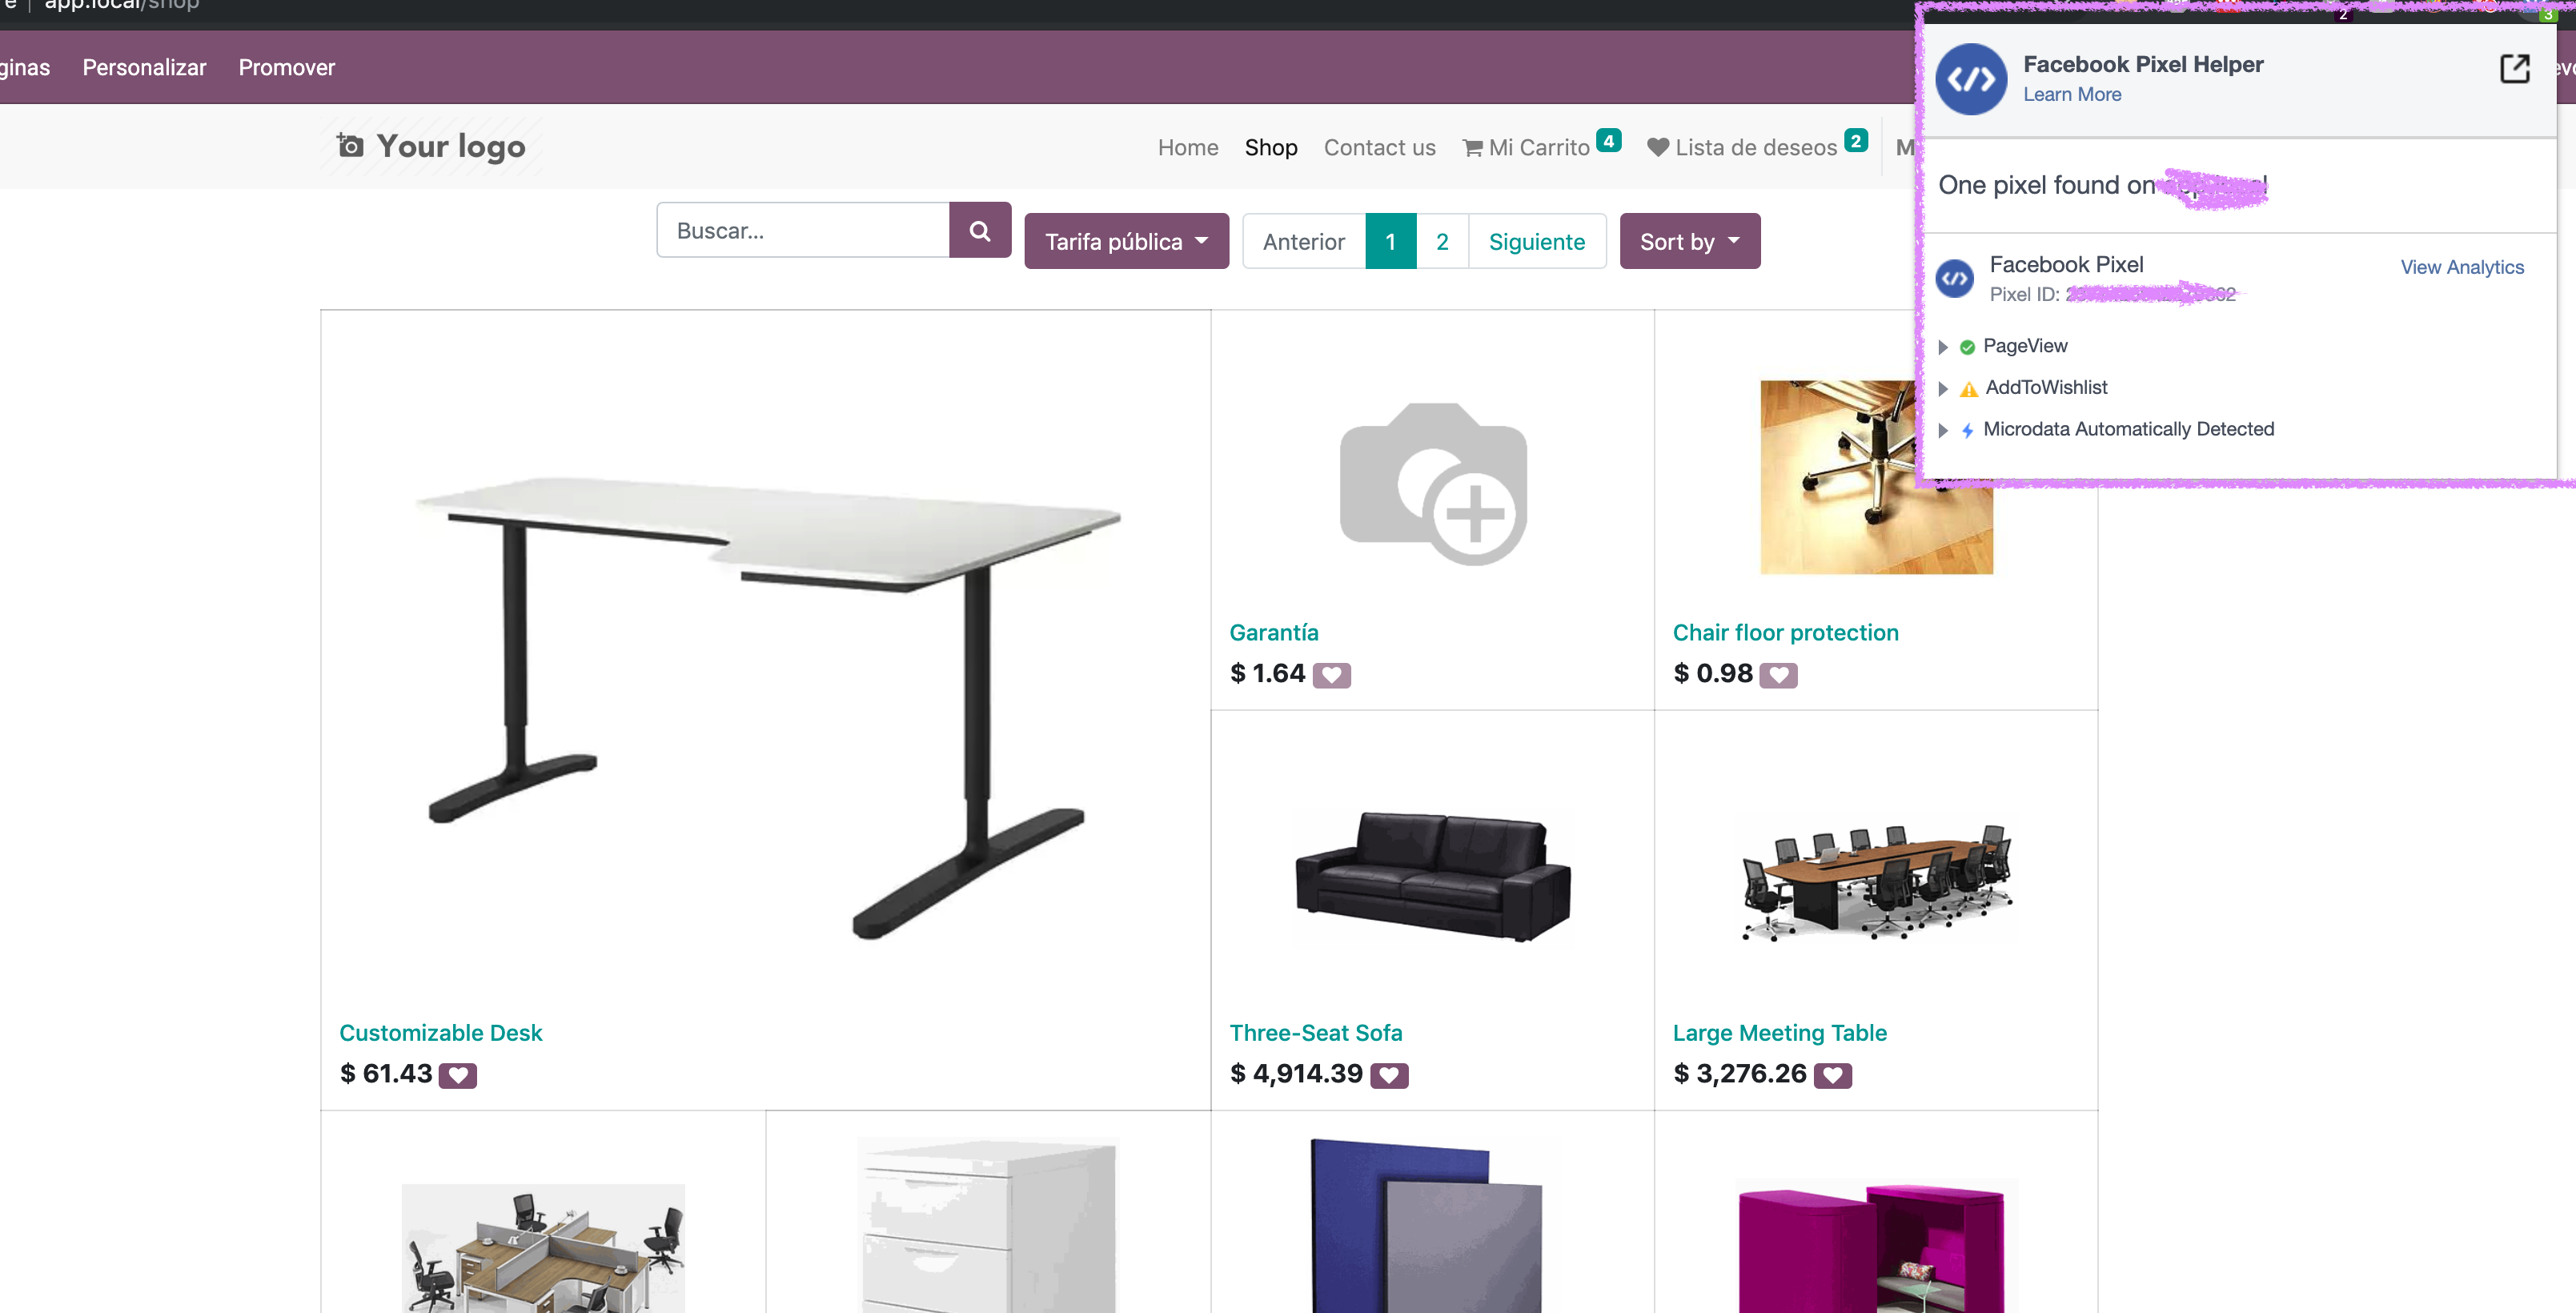 app.local/shop
Personalizar Promover
Your logo
Home Shop Contact us Mi Carrito 4 Lista de deseos 2
Buscar...
Tarifa pública
Anterior 1 2 Siguiente
Sort by
2
3
Facebook Pixel Helper
Learn More
One pixel found on
Facebook Pixel
View Analytics
Pixel ID:
PageView
AddToWishlist
Microdata Automatically Detected
Garantía
$ 1.64
Chair floor protection
$ 0.98
Customizable Desk
$ 61.43
Three-Seat Sofa
$ 4,914.39
Large Meeting Table
$ 3,276.26